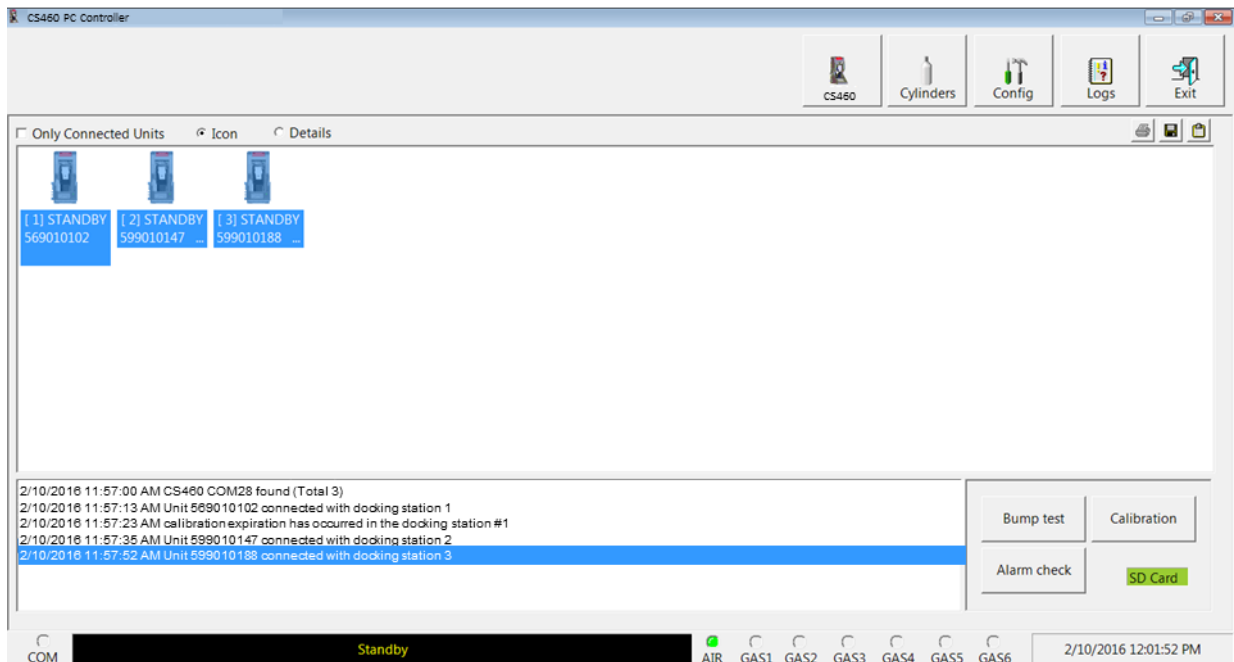 CS460 PC Controller
CS460 Cylinders Config Logs Exit
Only Connected Units Icon Details
[ 1] STANDBY [ 2] STANDBY [ 3] STANDBY
569010102 599010147 ... 599010188 ...
2/10/2016 11:57:00 AM CS460 COM28 found (Total 3)
2/10/2016 11:57:13 AM Unit 569010102 connected with docking station 1
2/10/2016 11:57:23 AM calibration expiration has occurred in the docking station #1
2/10/2016 11:57:35 AM Unit 599010147 connected with docking station 2
2/10/2016 11:57:52 AM Unit 599010188 connected with docking station 3
Bump test Calibration
Alarm check SD Card
COM Standby AIR GAS1 GAS2 GAS3 GAS4 GAS5 GAS6 2/10/2016 12:01:52 PM